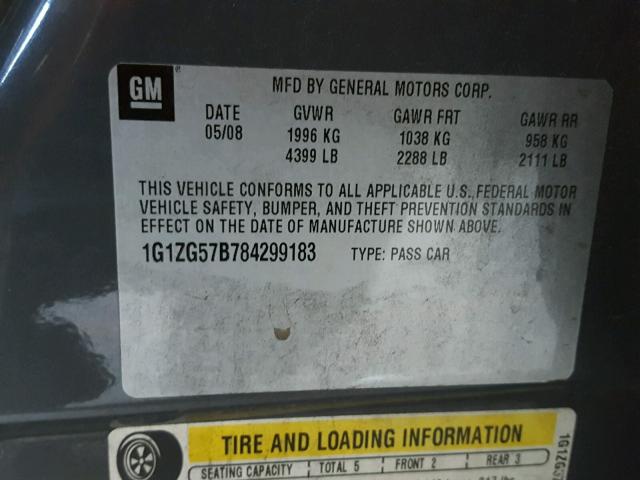 GM
MFD BY GENERAL MOTORS CORP.
DATE GVWR GAWR FRT GAWR RR
05/08 1996 KG 1038 KG 958 KG
4399 LB 2288 LB 2111 LB
THIS VEHICLE CONFORMS TO ALL APPLICABLE U.S. FEDERAL MOTOR
VEHICLE SAFETY, BUMPER, AND THEFT PREVENTION STANDARDS IN
EFFECT ON THE DATE OF MANUFACTURE SHOWN ABOVE.
1G1ZG57B784299183 TYPE: PASS CAR
TIRE AND LOADING INFORMATION
SEATING CAPACITY TOTAL 5 FRONT 2 REAR 3